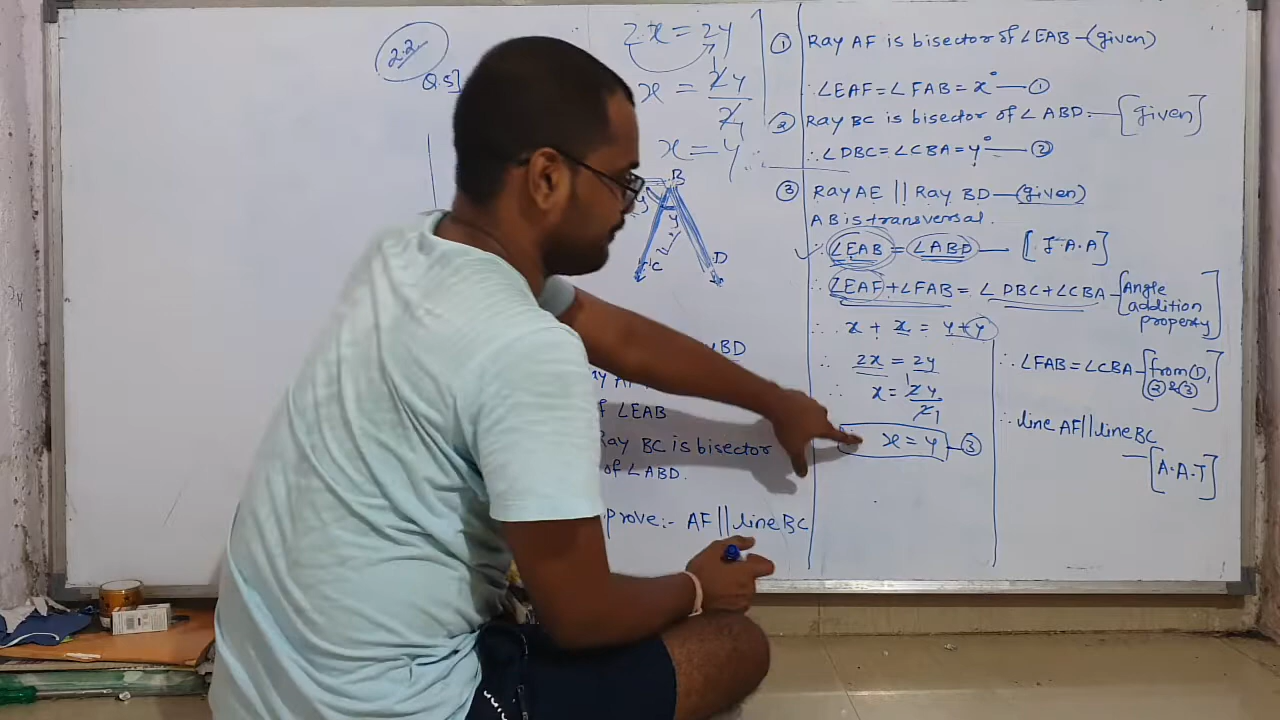 2.2
Q.5]
2x = 2y
x = 2y
2
x = y
B
y
y
C
D
BD
AF
of ∠EAB
Ray BC is bisector
of ∠ABD.
prove:- AF || line BC
① Ray AF is bisector of ∠EAB - (given)
∴ ∠EAF = ∠FAB = x° — ①
② Ray BC is bisector of ∠ABD. — [given]
∴ ∠DBC = ∠CBA = y° — ②
③ Ray AE || Ray BD — (given)
AB is transversal.
∴ ∠EAB = ∠ABD — [I.A.A]
∴ ∠EAF + ∠FAB = ∠DBC + ∠CBA - [Angle
addition
property]
∴ x + x = y + y
∴ 2x = 2y
∴ x = 2y
2
x = y — ③
∴ ∠FAB = ∠CBA - [from ①,
② & ③]
∴ line AF || line BC
— [A.A.T]